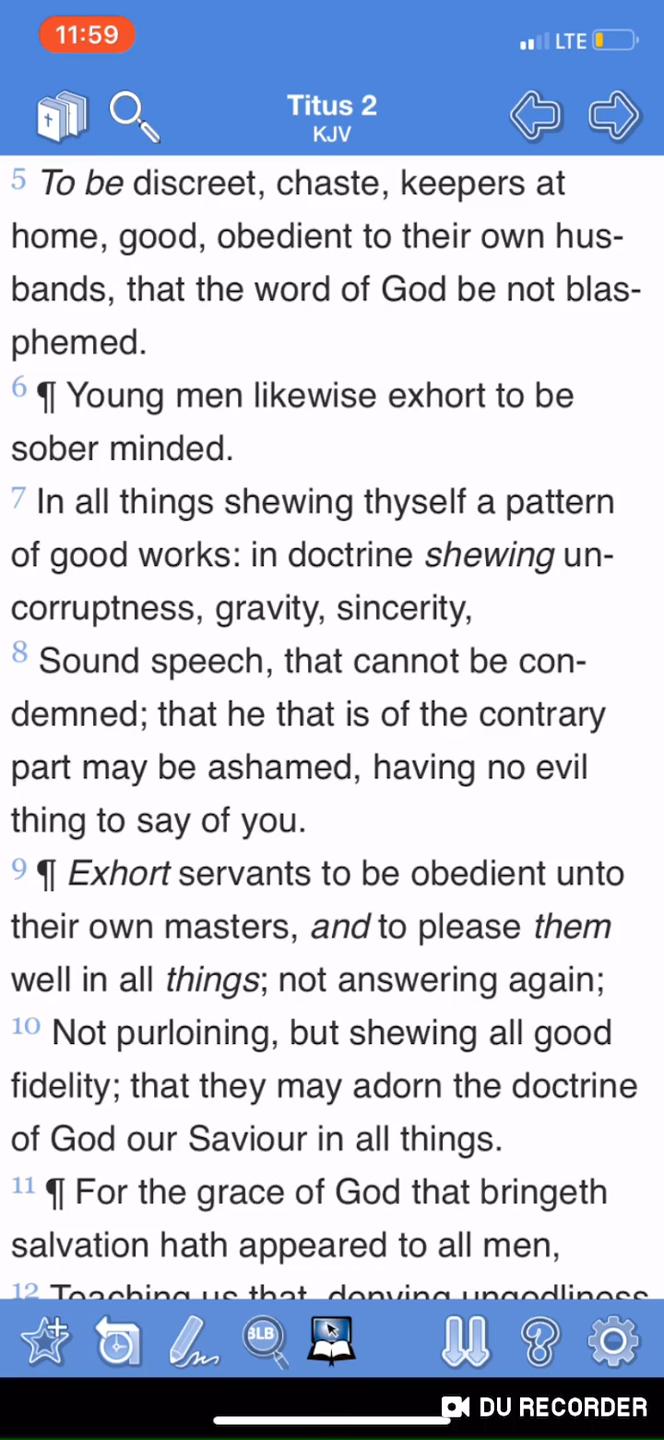 11:59
LTE
Titus 2
KJV
5 To be discreet, chaste, keepers at
home, good, obedient to their own hus-
bands, that the word of God be not blas-
phemed.
6 ¶ Young men likewise exhort to be
sober minded.
7 In all things shewing thyself a pattern
of good works: in doctrine shewing un-
corruptness, gravity, sincerity,
8 Sound speech, that cannot be con-
demned; that he that is of the contrary
part may be ashamed, having no evil
thing to say of you.
9 ¶ Exhort servants to be obedient unto
their own masters, and to please them
well in all things; not answering again;
10 Not purloining, but shewing all good
fidelity; that they may adorn the doctrine
of God our Saviour in all things.
11 ¶ For the grace of God that bringeth
salvation hath appeared to all men,
12 Teaching us that, denying ungodliness
BLB
DU RECORDER